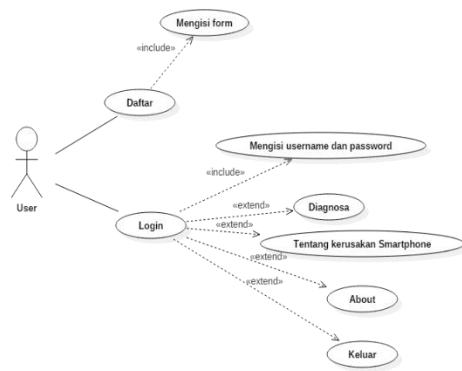 Mengisi form
«include»
Daftar
Mengisi username dan password
«include»
User
«extend»
Diagnosa
Login
«extend»
Tentang kerusakan Smartphone
«extend»
About
«extend»
Keluar